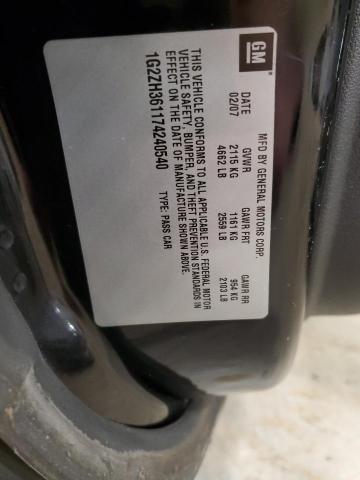 GM
MFD BY GENERAL MOTORS CORP.
DATE GVWR GAWR FRT GAWR RR
02/07 2115 KG 1161 KG 954 KG
4662 LB 2559 LB 2103 LB
THIS VEHICLE CONFORMS TO ALL APPLICABLE U.S. FEDERAL MOTOR
VEHICLE SAFETY, BUMPER, AND THEFT PREVENTION STANDARDS IN
EFFECT ON THE DATE OF MANUFACTURE SHOWN ABOVE.
1G2ZH361174240540 TYPE: PASS CAR